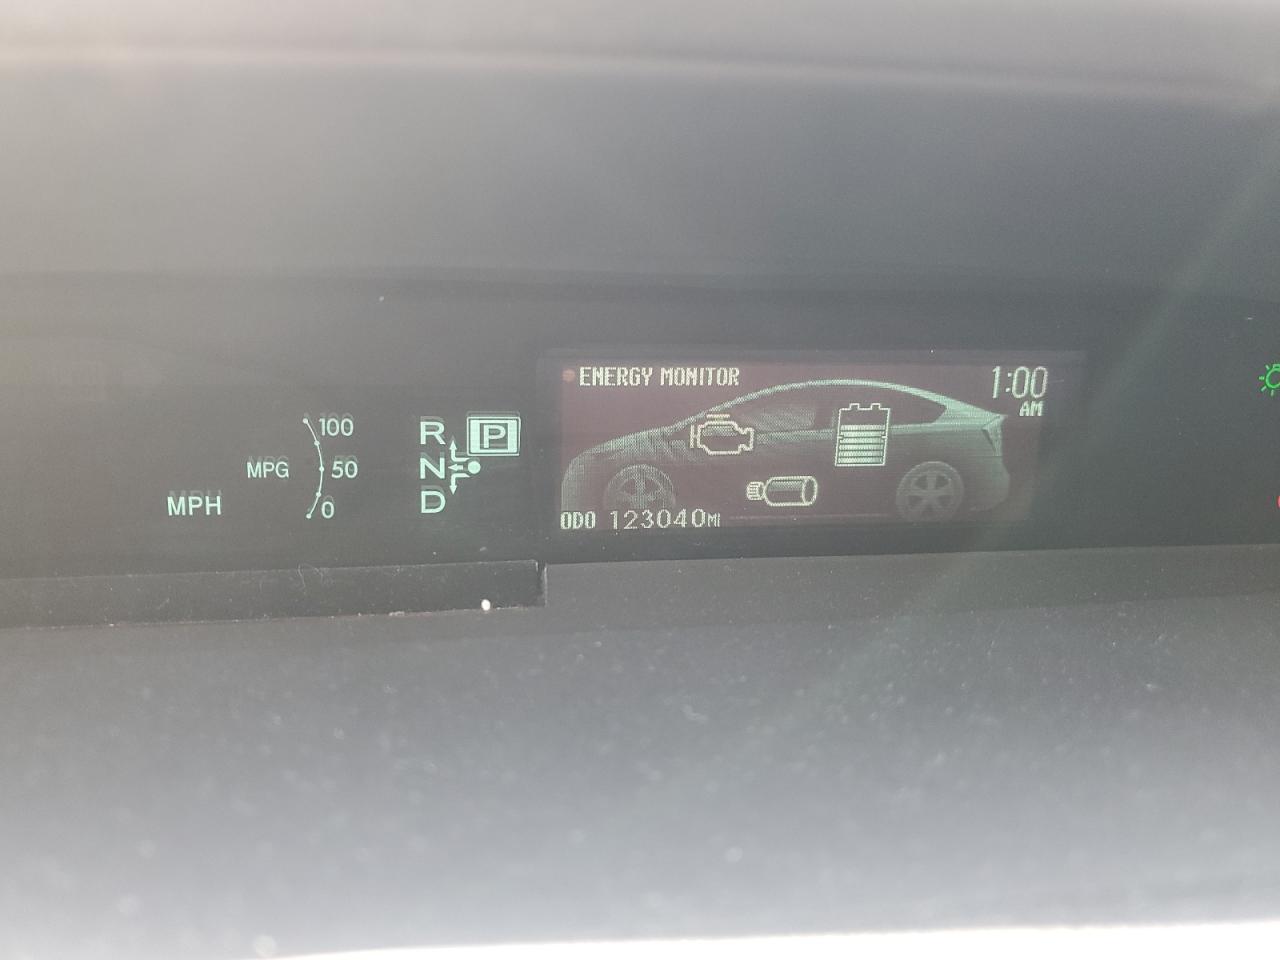 ENERGY MONITOR
1:00
AM
100
MPG
50
0
MPH
R
P
N
D
ODO 123040MI